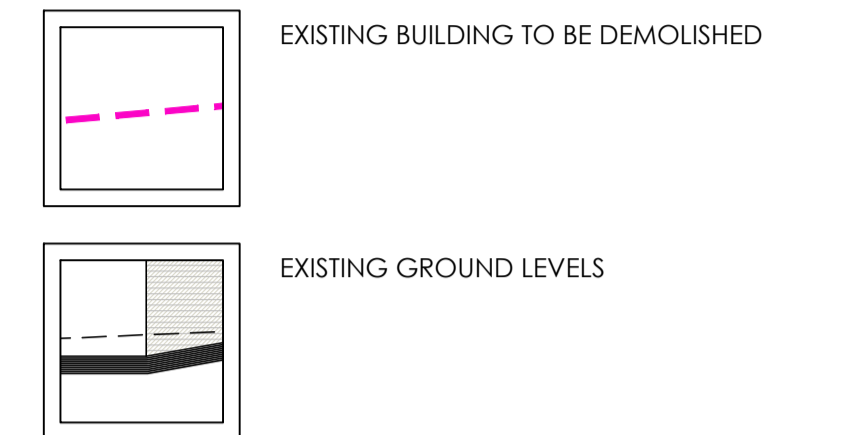 EXISTING BUILDING TO BE DEMOLISHED
EXISTING GROUND LEVELS